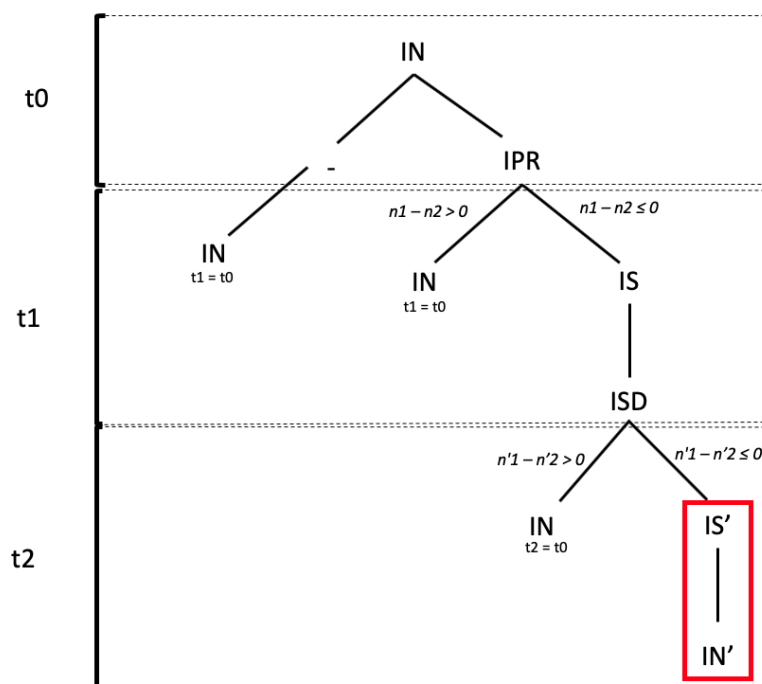 IN
t0
-
IPR
n1 – n2 > 0
n1 – n2 ≤ 0
IN
t1 = t0
IN
t1 = t0
IS
t1
ISD
n'1 – n’2 > 0
n'1 – n’2 ≤ 0
IN
t2 = t0
IS’
t2
IN’